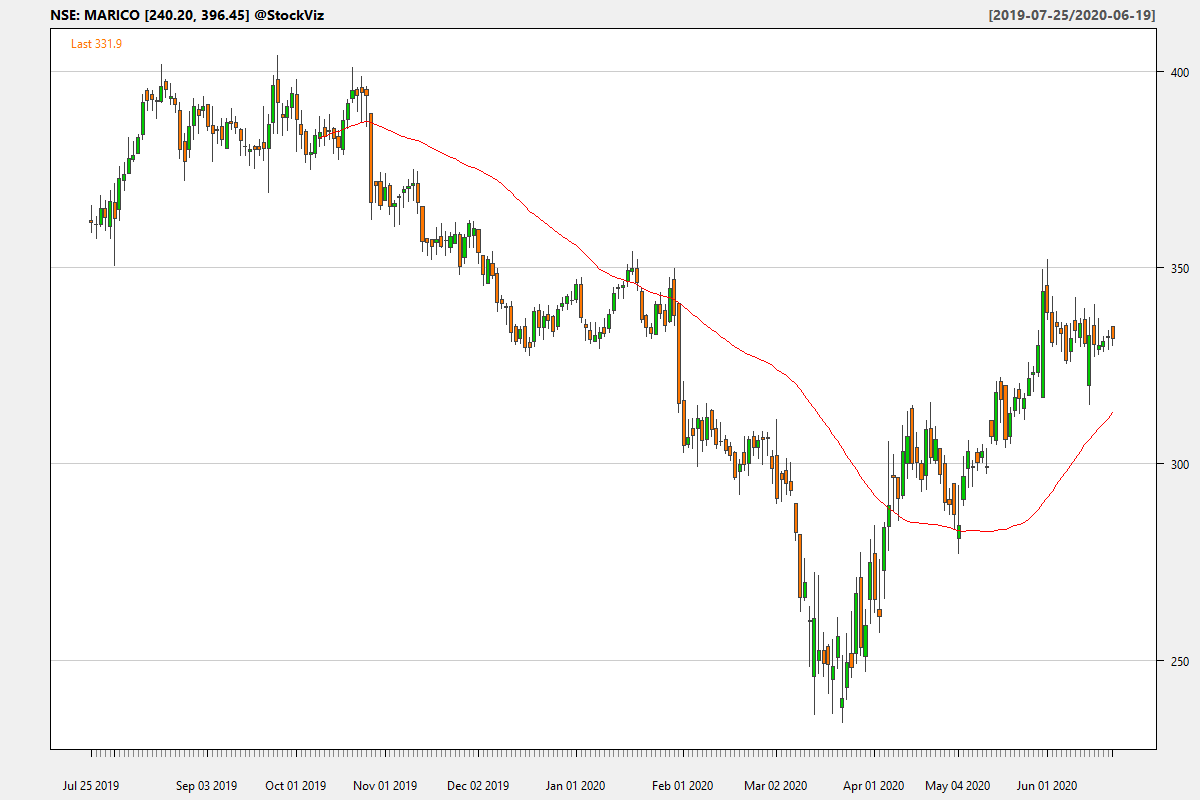 NSE: MARICO [240.20, 396.45] @StockViz
[2019-07-25/2020-06-19]
Last 331.9
400
350
300
250
Jul 25 2019
Sep 03 2019
Oct 01 2019
Nov 01 2019
Dec 02 2019
Jan 01 2020
Feb 01 2020
Mar 02 2020
Apr 01 2020
May 04 2020
Jun 01 2020